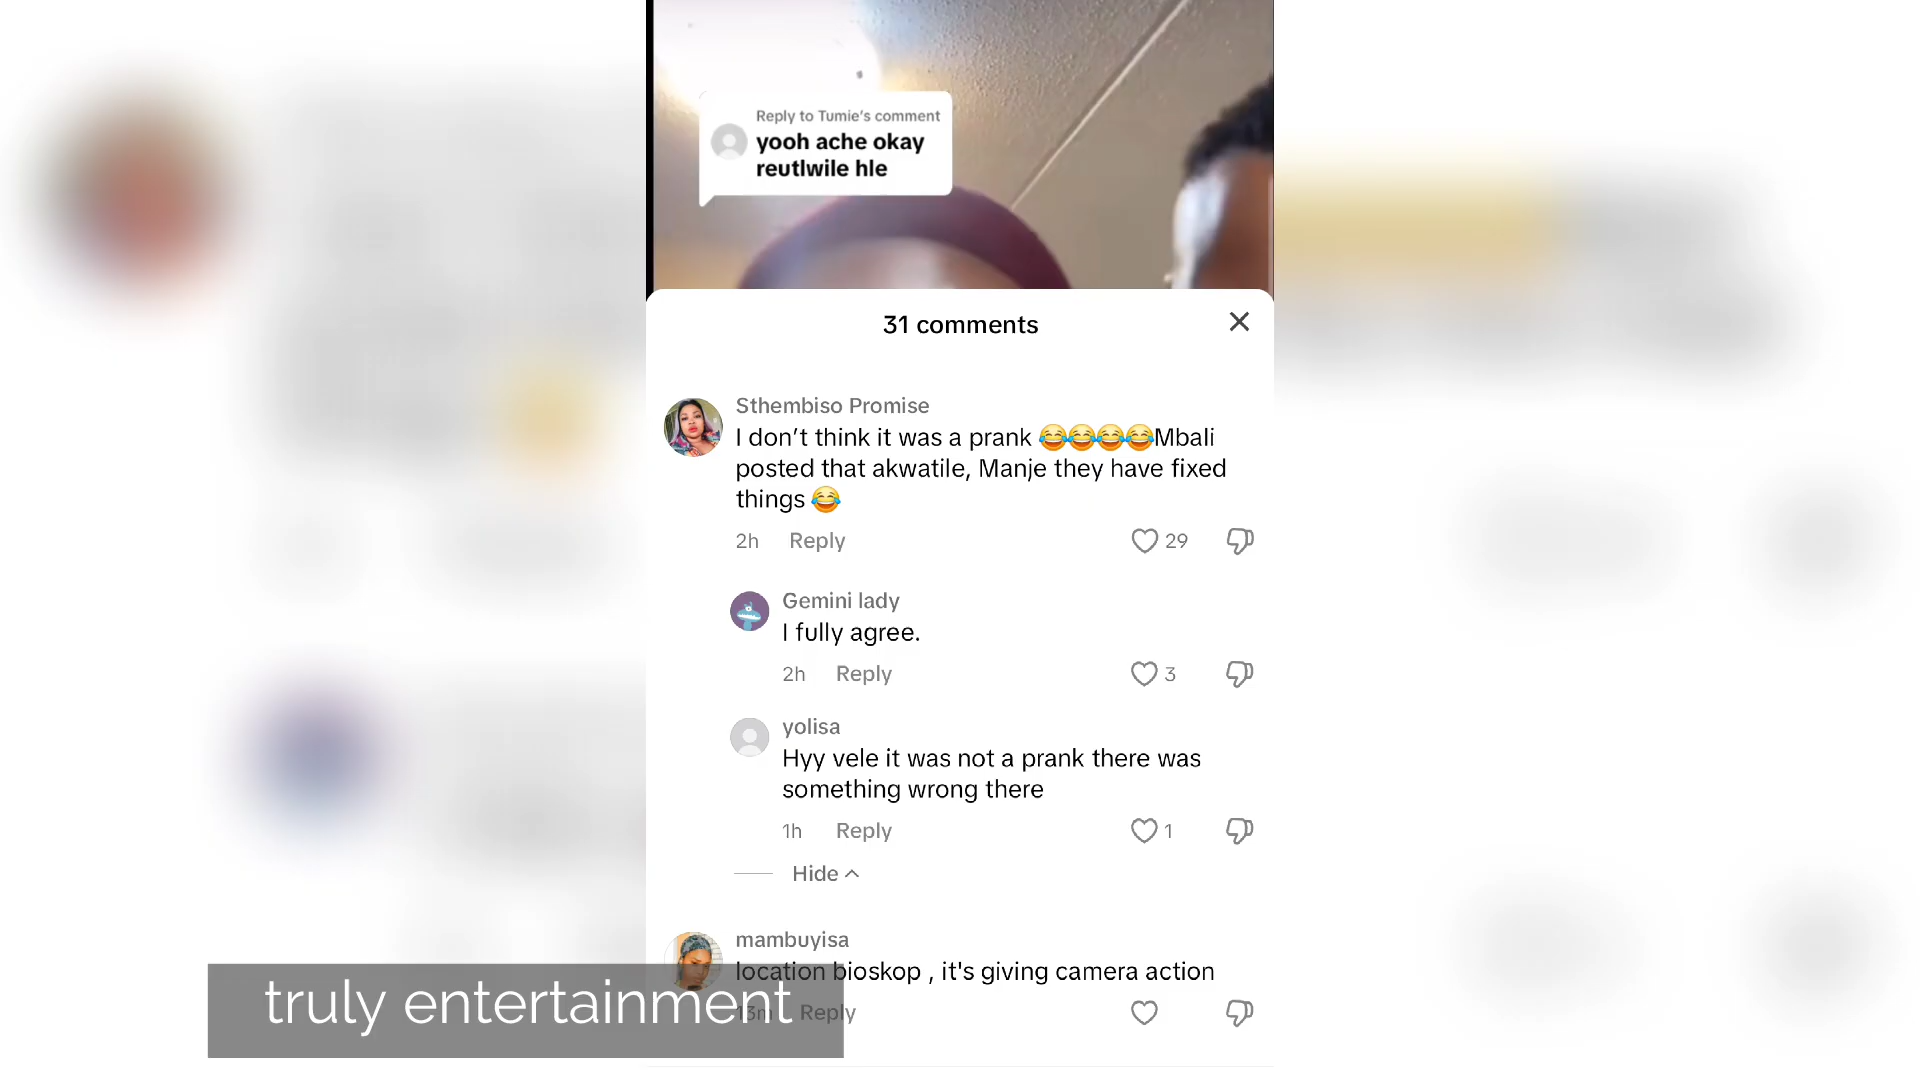 Reply to Tumie's comment
yooh ache okay
reutlwile hle
31 comments
Sthembiso Promise
I don't think it was a prank 😂😂😂😂Mbali
posted that akwatile, Manje they have fixed
things 😂
2h Reply 29
Gemini lady
I fully agree.
2h Reply 3
yolisa
Hyy vele it was not a prank there was
something wrong there
1h Reply 1
Hide
mambuyisa
location bioskop , it's giving camera action
13m Reply
truly entertainment